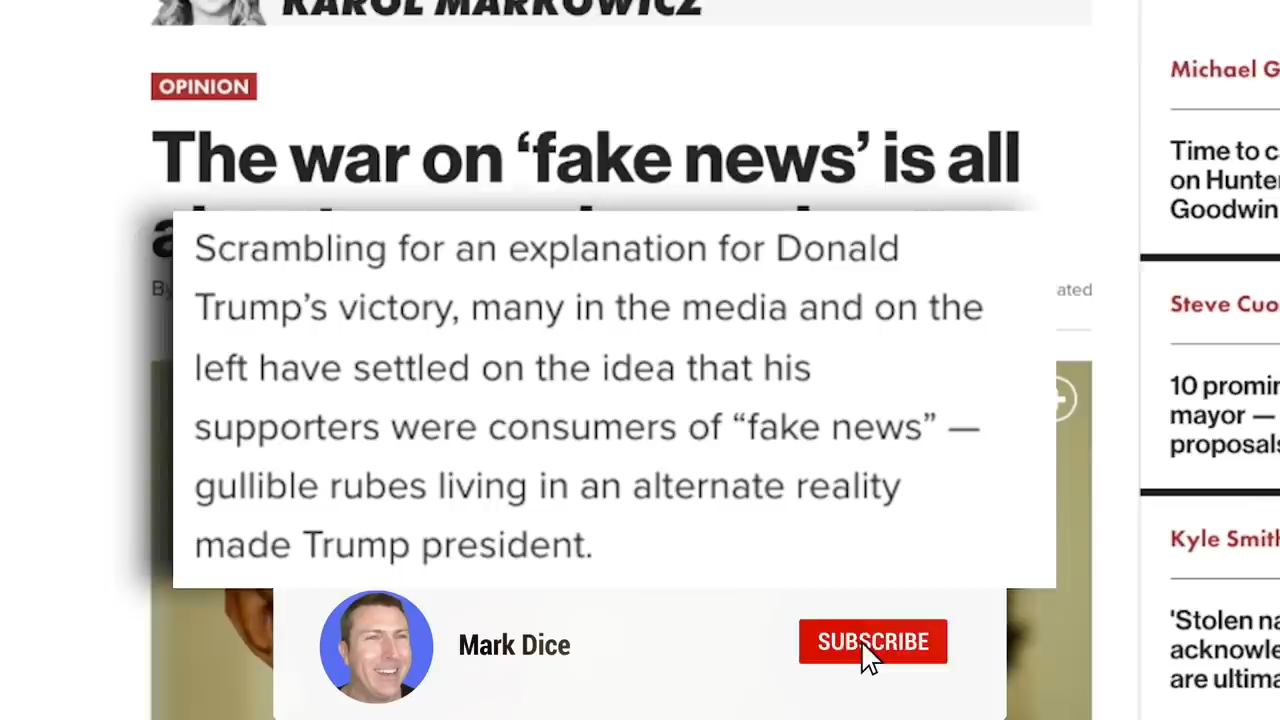 KAROL MARKOWICZ
OPINION
The war on ‘fake news’ is all
By
ated
Scrambling for an explanation for Donald
Trump’s victory, many in the media and on the
left have settled on the idea that his
supporters were consumers of “fake news” —
gullible rubes living in an alternate reality
made Trump president.
Mark Dice
SUBSCRIBE
Michael G
Time to c
on Hunte
Goodwin
Steve Cuo
10 promin
mayor —
proposals
Kyle Smith
'Stolen na
acknowle
are ultima